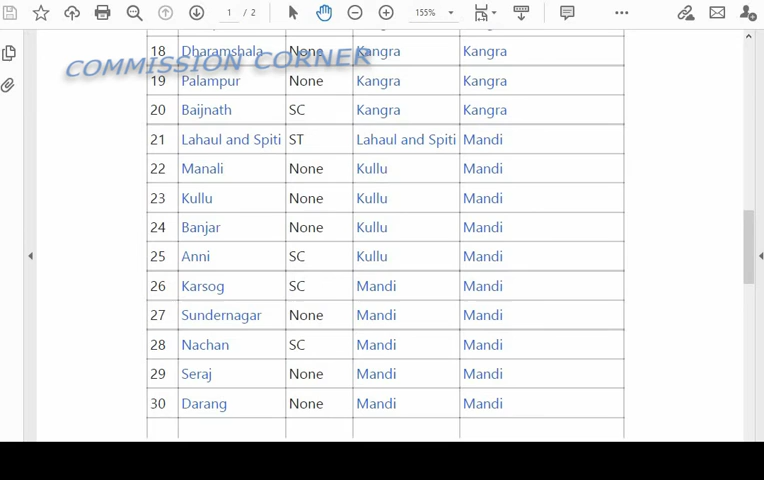 1 / 2 155%
18 Dharamshala None Kangra Kangra
COMMISSION CORNER
19 Palampur None Kangra Kangra
20 Baijnath SC Kangra Kangra
21 Lahaul and Spiti ST Lahaul and Spiti Mandi
22 Manali None Kullu Mandi
23 Kullu None Kullu Mandi
24 Banjar None Kullu Mandi
25 Anni SC Kullu Mandi
26 Karsog SC Mandi Mandi
27 Sundernagar None Mandi Mandi
28 Nachan SC Mandi Mandi
29 Seraj None Mandi Mandi
30 Darang None Mandi Mandi